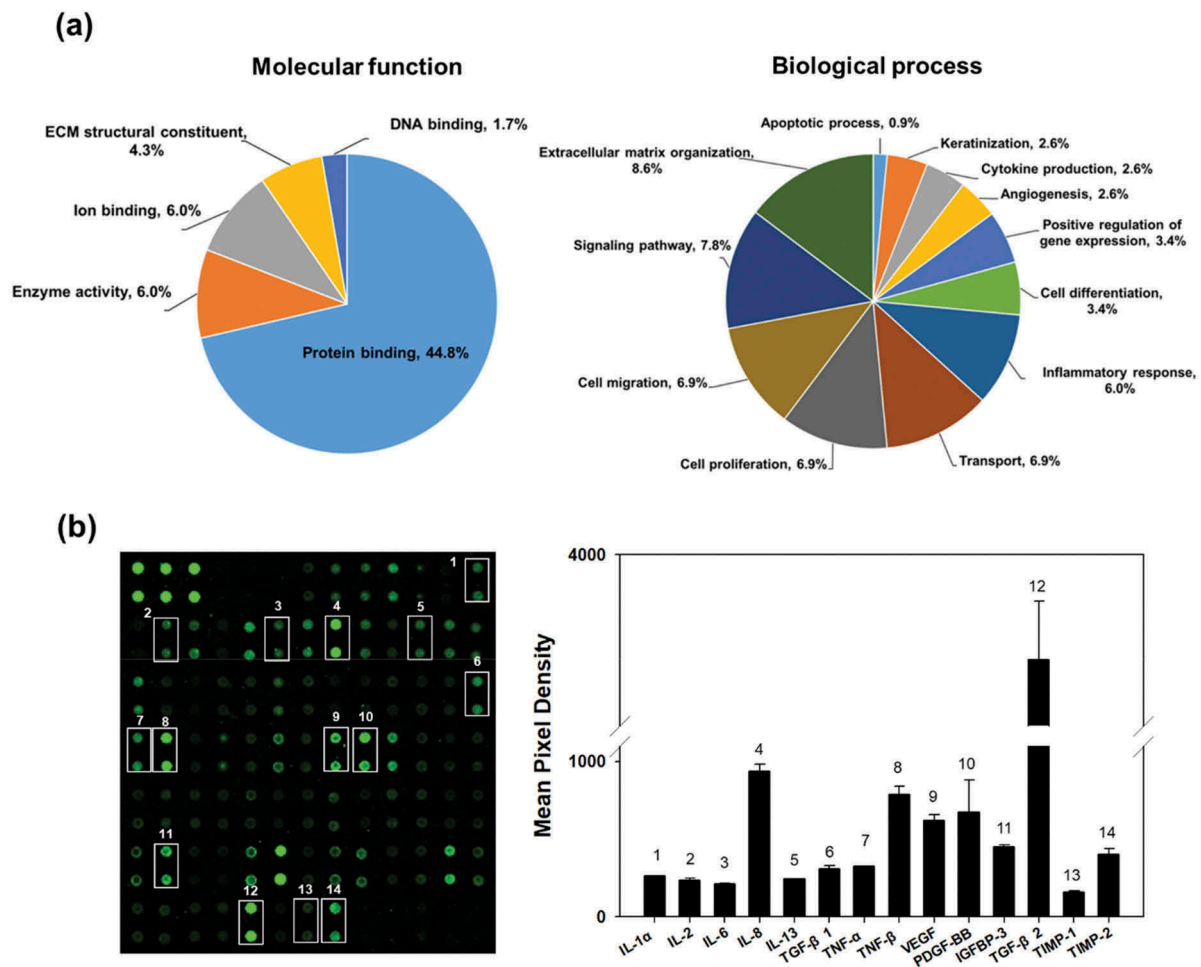 (a)
Molecular function
ECM structural constituent,
4.3%
DNA binding, 1.7%
Ion binding, 6.0%
Enzyme activity, 6.0%
Protein binding, 44.8%
Biological process
Apoptotic process, 0.9%
Keratinization, 2.6%
Cytokine production, 2.6%
Angiogenesis, 2.6%
Positive regulation of
gene expression, 3.4%
Cell differentiation,
3.4%
Inflammatory response,
6.0%
Transport, 6.9%
Cell proliferation, 6.9%
Cell migration, 6.9%
Signaling pathway, 7.8%
Extracellular matrix organization,
8.6%
(b)
1
2
3
4
5
6
7
8
9
10
11
12
13
14
Mean Pixel Density
4000
1000
0
1
2
3
4
5
6
7
8
9
10
11
12
13
14
IL-1α
IL-2
IL-6
IL-8
IL-13
TGF-β 1
TNF-α
TNF-β
VEGF
PDGF-BB
IGFBP-3
TGF-β 2
TIMP-1
TIMP-2